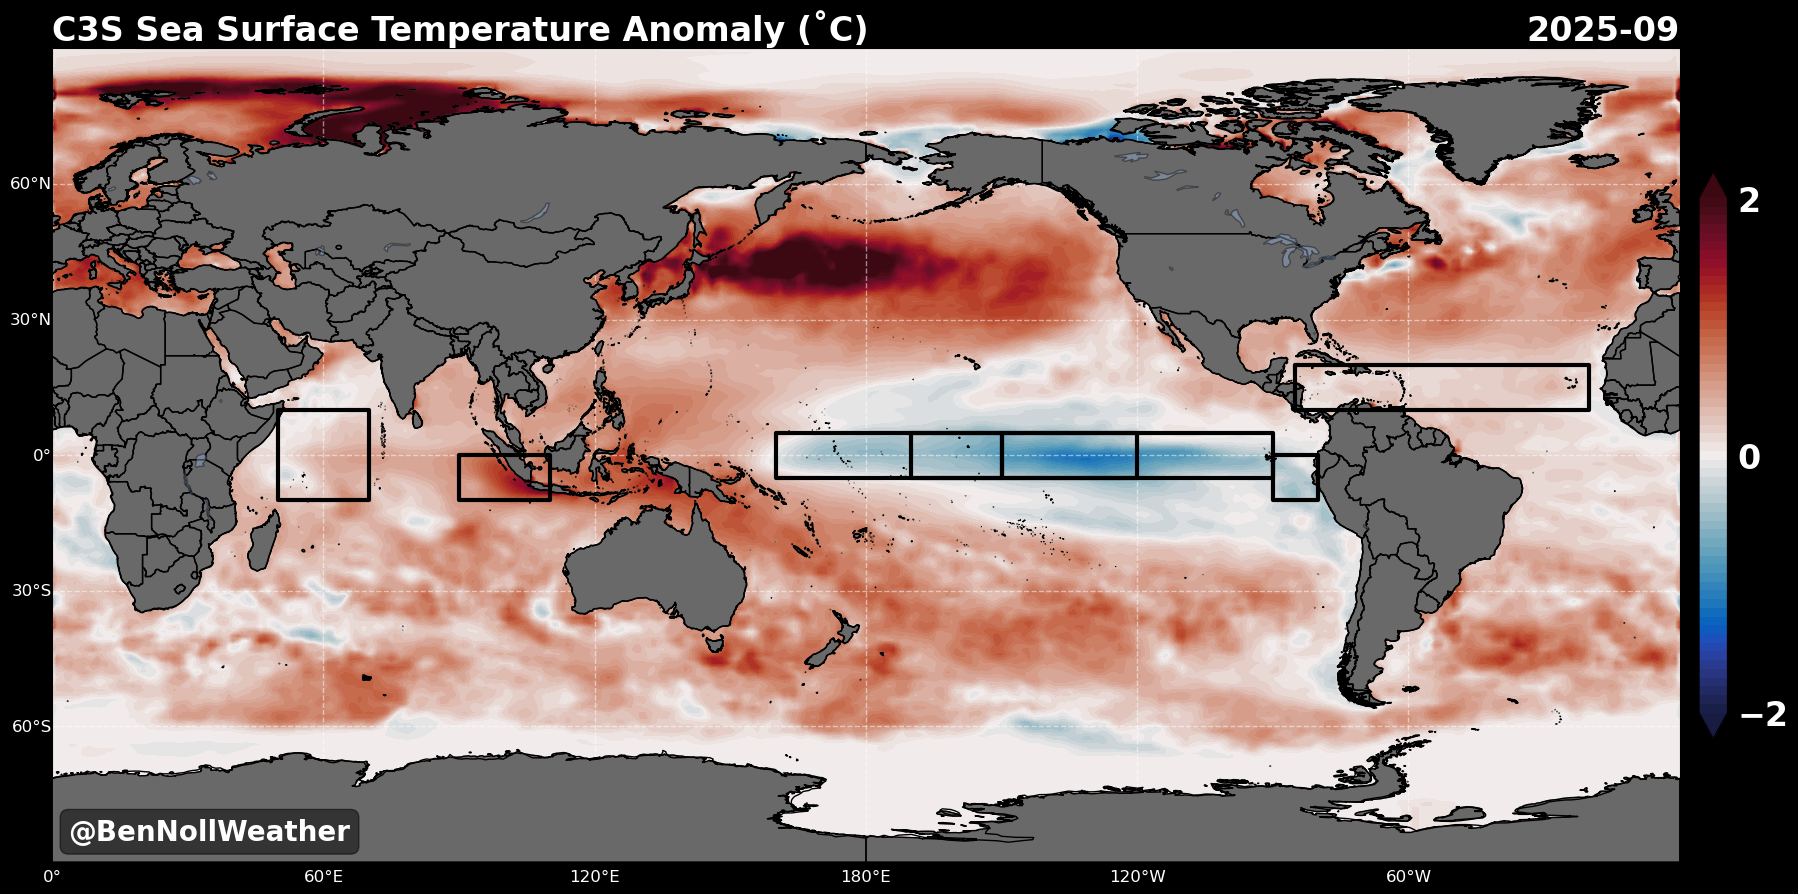 C3S Sea Surface Temperature Anomaly (˚C)
2025-09
60°N
30°N
0°
30°S
60°S
2
0
−2
@BenNollWeather
0°
60°E
120°E
180°E
120°W
60°W